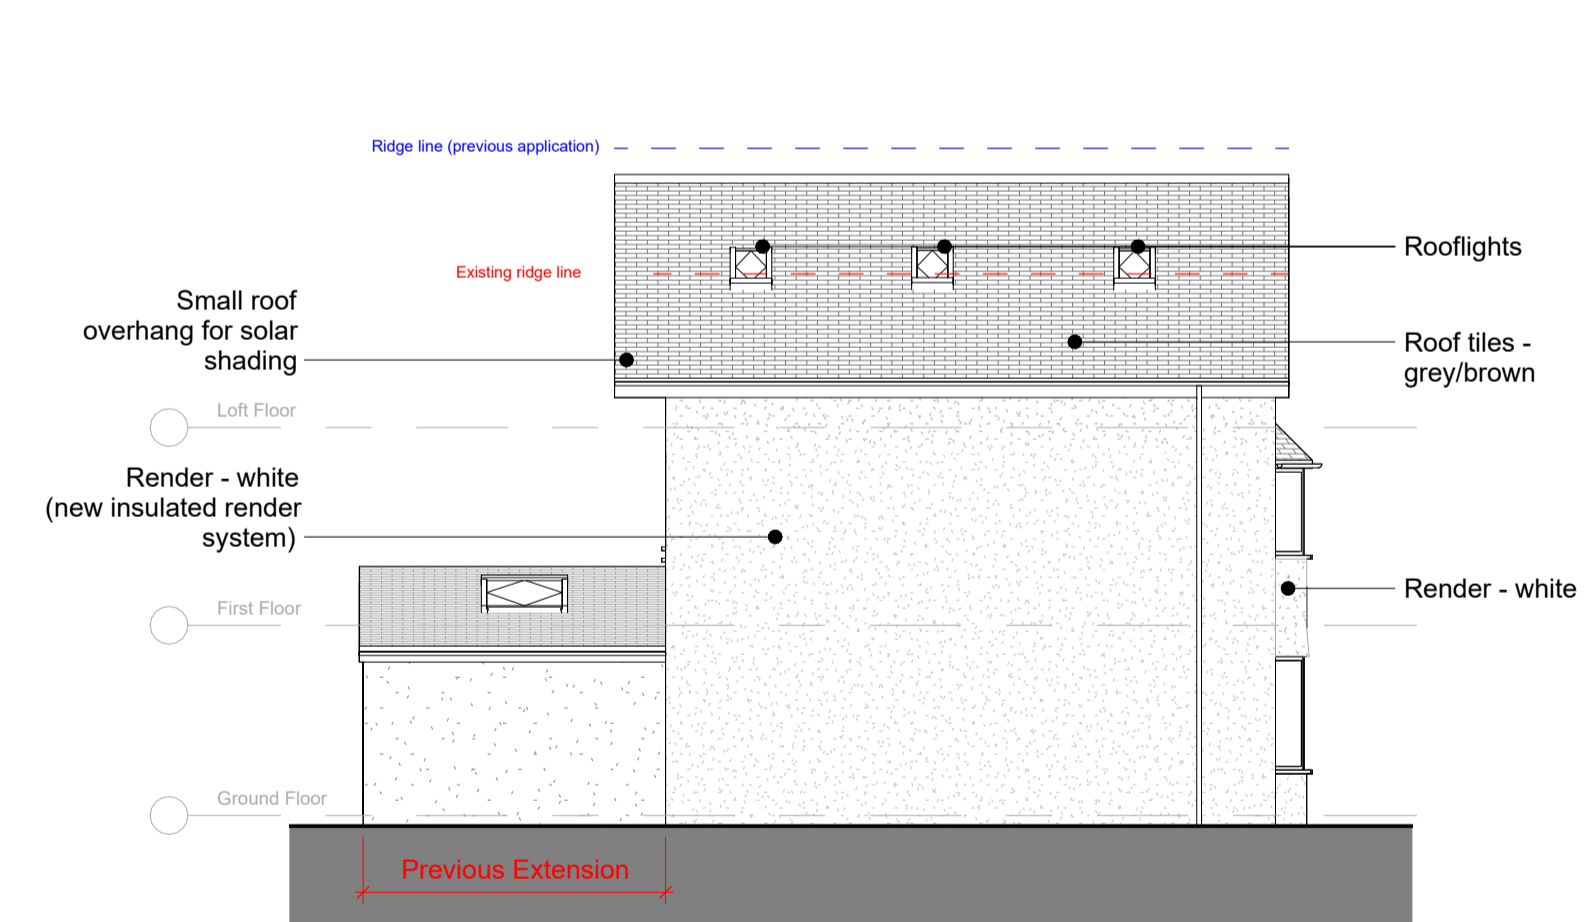 Ridge line (previous application)
Rooflights
Existing ridge line
Small roof
overhang for solar
shading
Roof tiles -
grey/brown
Loft Floor
Render - white
(new insulated render
system)
Render - white
First Floor
Ground Floor
Previous Extension